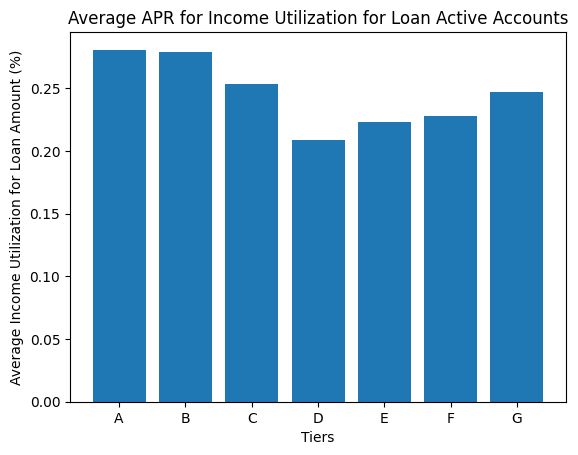 Average APR for Income Utilization for Loan Active Accounts
Average Income Utilization for Loan Amount (%)
0.25
0.20
0.15
0.10
0.05
0.00
A B C D E F G
Tiers